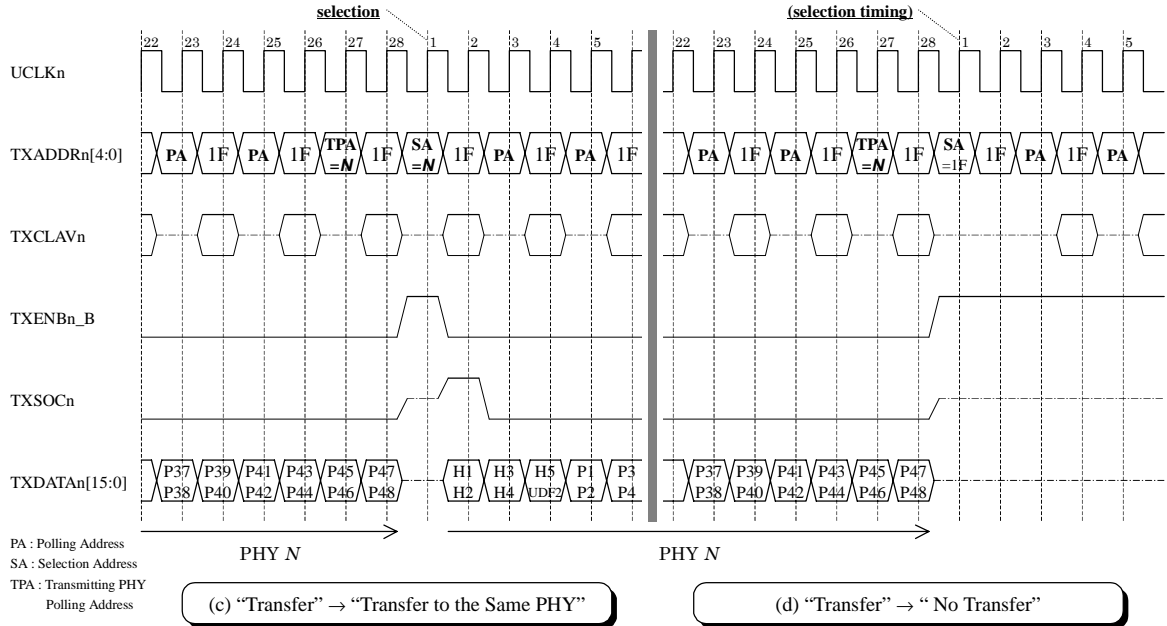 selection (selection timing)
22 23 24 25 26 27 28 1 2 3 4 5 6 22 23 24 25 26 27 28 1 2 3 4 5
UCLKn
TXADDRn[4:0] PA 1F PA 1F TPA =N 1F SA =N 1F PA 1F PA 1F PA 1F PA 1F TPA =N 1F SA =1F 1F PA 1F PA
TXCLAVn
TXENBn_B
TXSOCn
TXDATAn[15:0]
P37 P39 P41 P43 P45 P47 H1 H3 H5 P1 P3 P37 P39 P41 P43 P45 P47
P38 P40 P42 P44 P46 P48 H2 H4 UDF2 P2 P4 P38 P40 P42 P44 P46 P48
PHY N PHY N
PA : Polling Address
SA : Selection Address
TPA : Transmitting PHY
Polling Address
(c) “Transfer” → “Transfer to the Same PHY”
(d) “Transfer” → “ No Transfer”